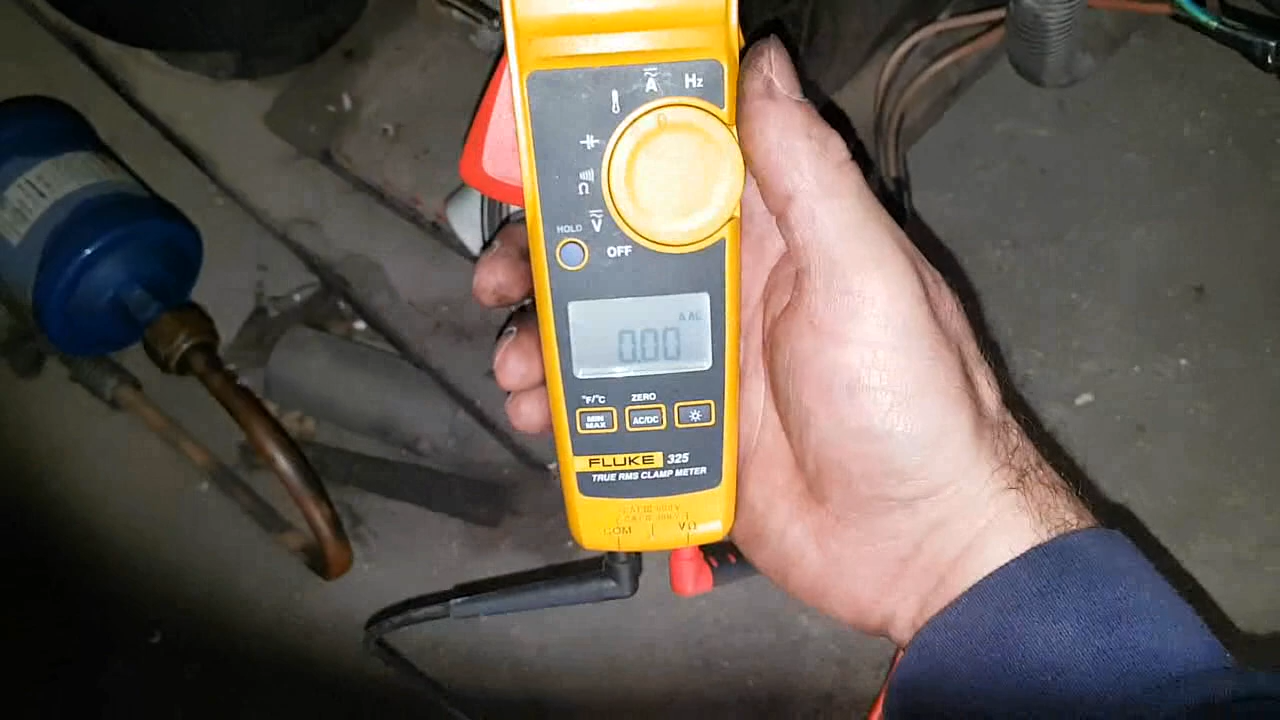 A
Hz
Ω
V
HOLD
OFF
A AC
0.00
°F/°C
ZERO
MIN
MAX
AC/DC
FLUKE 325
TRUE RMS CLAMP METER
COM
VΩ